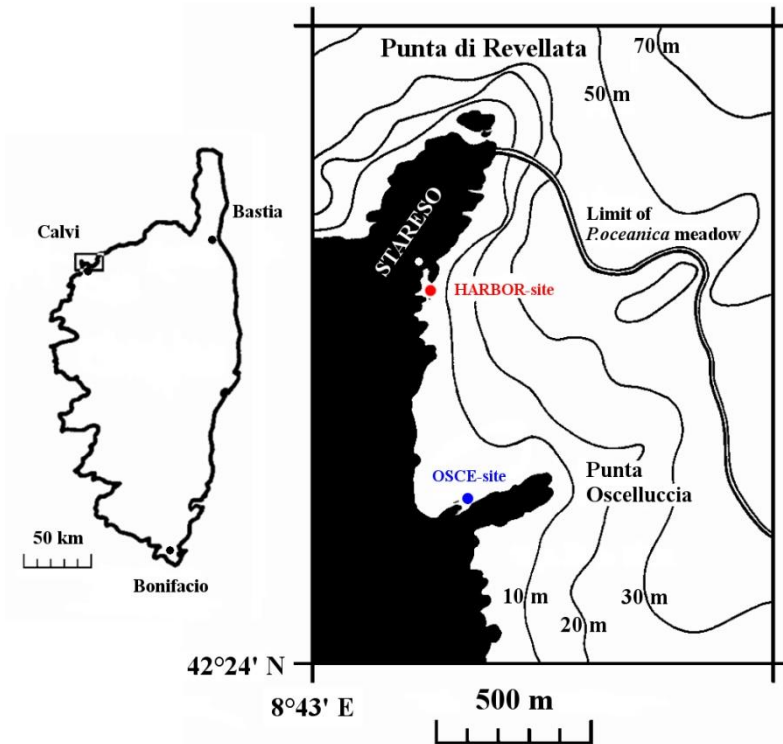 Calvi
Bastia
50 km
Bonifacio
Punta di Revellata
70 m
50 m
STARESO
Limit of
P.oceanica meadow
HARBOR-site
OSCE-site
Punta
Oscelluccia
10 m
20 m
30 m
42°24' N
8°43' E
500 m